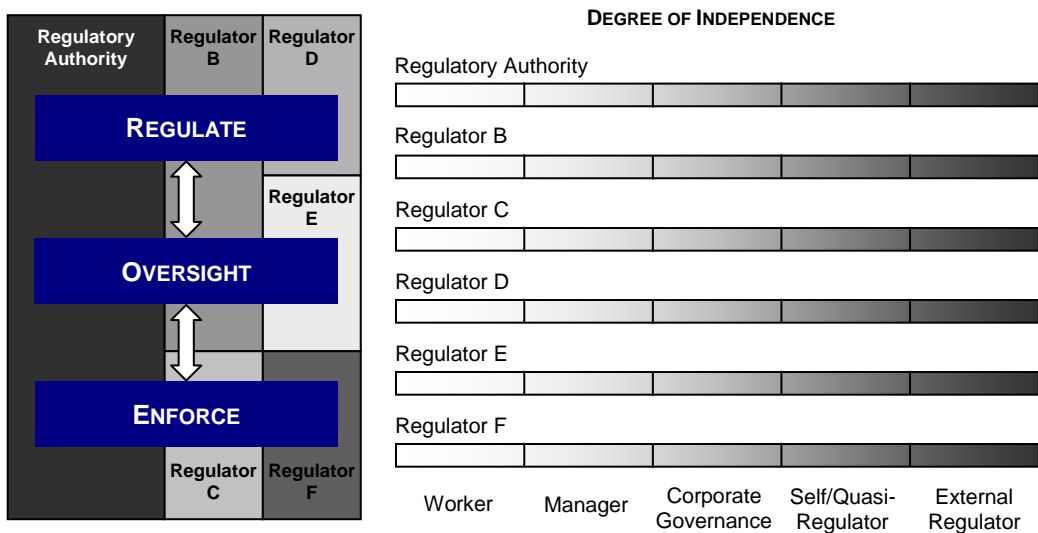 Regulatory
Authority
Regulator
B
Regulator
D
REGULATE
Regulator
E
OVERSIGHT
ENFORCE
Regulator
C
Regulator
F
DEGREE OF INDEPENDENCE
Regulatory Authority
Regulator B
Regulator C
Regulator D
Regulator E
Regulator F
Worker
Manager
Corporate
Governance
Self/Quasi-
Regulator
External
Regulator